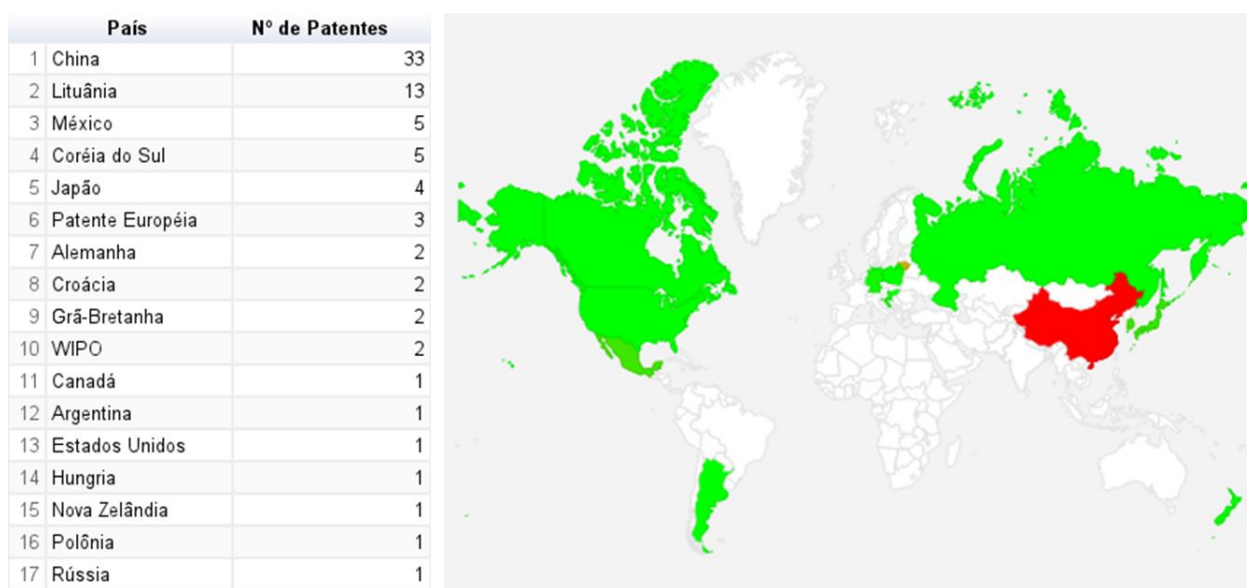 País Nº de Patentes
1 China 33
2 Lituânia 13
3 México 5
4 Coréia do Sul 5
5 Japão 4
6 Patente Européia 3
7 Alemanha 2
8 Croácia 2
9 Grã-Bretanha 2
10 WIPO 2
11 Canadá 1
12 Argentina 1
13 Estados Unidos 1
14 Hungria 1
15 Nova Zelândia 1
16 Polônia 1
17 Rússia 1